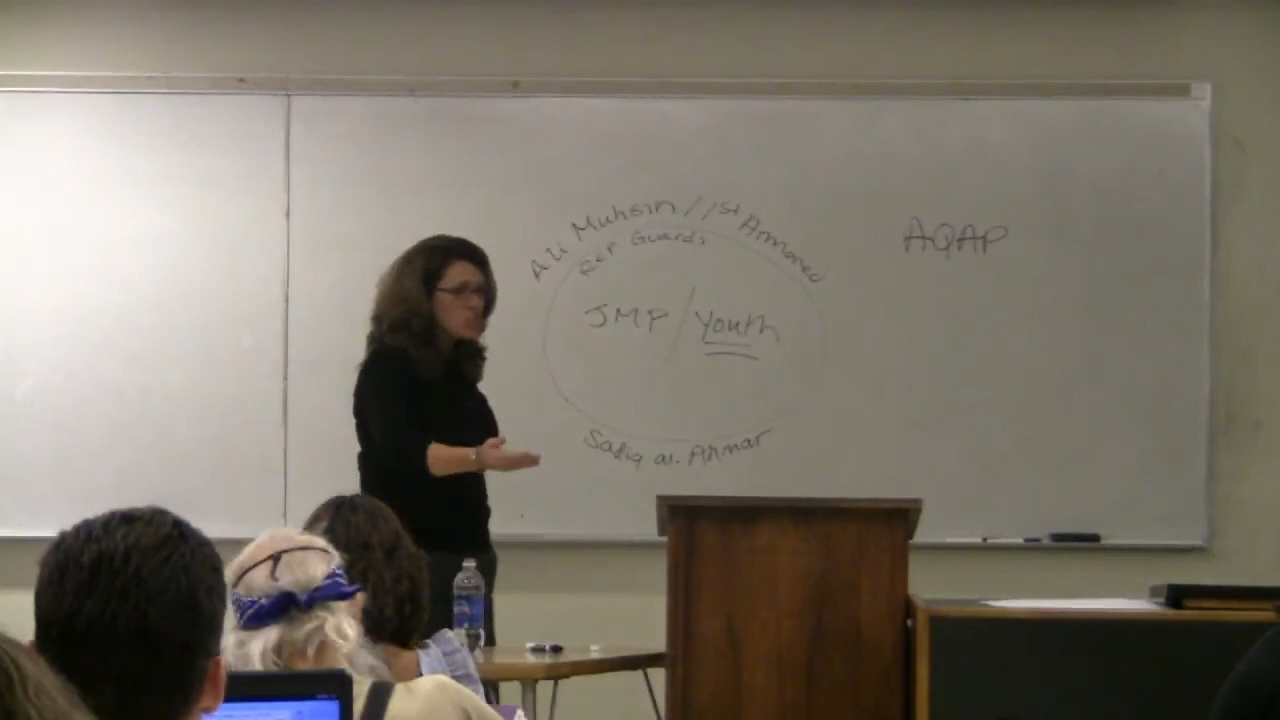 Ali Muhsin // 1st Armored
Rep Guards
JMP / Youth
Sadiq al-Ahmar
AQAP